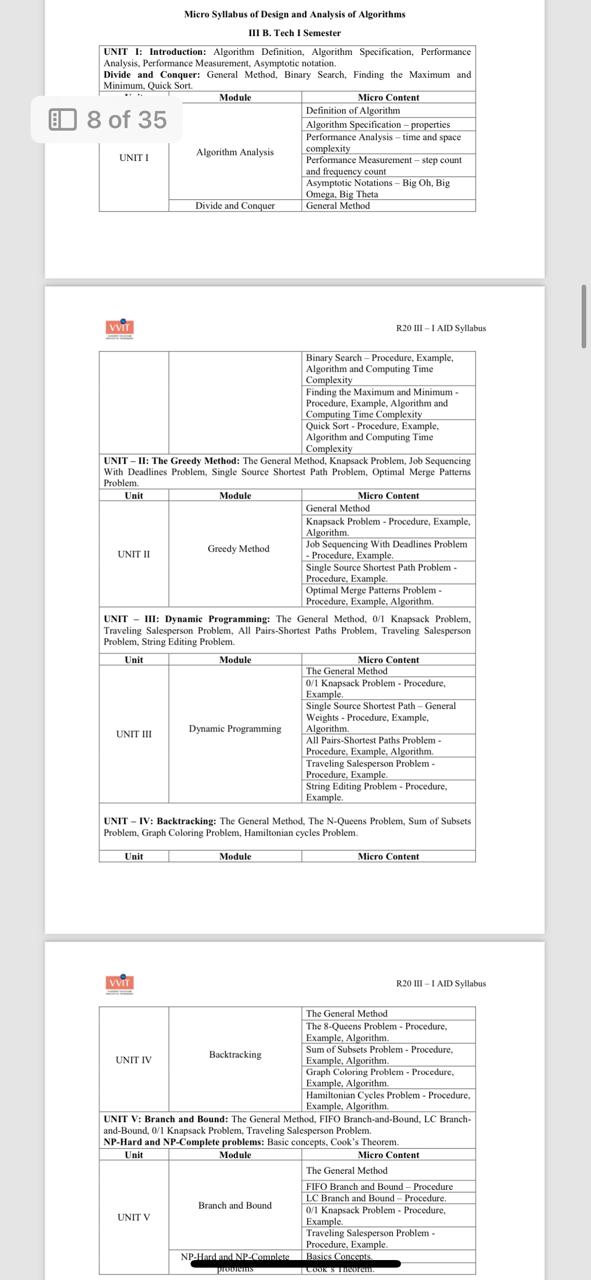 Micro Syllabus of Design and Analysis of Algorithms
III B. Tech I Semester
UNIT I: Introduction: Algorithm Definition, Algorithm Specification, Performance
Analysis, Performance Measurement, Asymptotic notation.
Divide and Conquer: General Method, Binary Search, Finding the Maximum and
Minimum, Quick Sort.
Module Micro Content
8 of 35
UNIT I
Algorithm Analysis
Definition of Algorithm
Algorithm Specification – properties
Performance Analysis – time and space
complexity
Performance Measurement – step count
and frequency count
Asymptotic Notations – Big Oh, Big
Omega, Big Theta
Divide and Conquer General Method
VVIT
R20 III – I AID Syllabus
Binary Search – Procedure, Example,
Algorithm and Computing Time
Complexity
Finding the Maximum and Minimum -
Procedure, Example, Algorithm and
Computing Time Complexity
Quick Sort - Procedure, Example,
Algorithm and Computing Time
Complexity
UNIT – II: The Greedy Method: The General Method, Knapsack Problem, Job Sequencing
With Deadlines Problem, Single Source Shortest Path Problem, Optimal Merge Patterns
Problem.
Unit Module Micro Content
UNIT II
Greedy Method
General Method
Knapsack Problem - Procedure, Example,
Algorithm.
Job Sequencing With Deadlines Problem
- Procedure, Example.
Single Source Shortest Path Problem -
Procedure, Example.
Optimal Merge Patterns Problem -
Procedure, Example, Algorithm.
UNIT – III: Dynamic Programming: The General Method, 0/1 Knapsack Problem,
Traveling Salesperson Problem, All Pairs-Shortest Paths Problem, Traveling Salesperson
Problem, String Editing Problem.
Unit Module Micro Content
UNIT III
Dynamic Programming
The General Method
0/1 Knapsack Problem - Procedure,
Example.
Single Source Shortest Path – General
Weights - Procedure, Example,
Algorithm.
All Pairs-Shortest Paths Problem -
Procedure, Example, Algorithm.
Traveling Salesperson Problem -
Procedure, Example.
String Editing Problem - Procedure,
Example.
UNIT – IV: Backtracking: The General Method, The N-Queens Problem, Sum of Subsets
Problem, Graph Coloring Problem, Hamiltonian cycles Problem.
Unit Module Micro Content
VVIT
R20 III – I AID Syllabus
UNIT IV
Backtracking
The General Method
The 8-Queens Problem - Procedure,
Example, Algorithm.
Sum of Subsets Problem - Procedure,
Example, Algorithm.
Graph Coloring Problem - Procedure,
Example, Algorithm.
Hamiltonian Cycles Problem - Procedure,
Example, Algorithm.
UNIT V: Branch and Bound: The General Method, FIFO Branch-and-Bound, LC Branch-
and-Bound, 0/1 Knapsack Problem, Traveling Salesperson Problem.
NP-Hard and NP-Complete problems: Basic concepts, Cook's Theorem.
Unit Module Micro Content
UNIT V
Branch and Bound
The General Method
FIFO Branch and Bound – Procedure
LC Branch and Bound – Procedure.
0/1 Knapsack Problem - Procedure,
Example.
Traveling Salesperson Problem -
Procedure, Example.
NP-Hard and NP-Complete
problems
Basics Concepts.
Cook's Theorem.